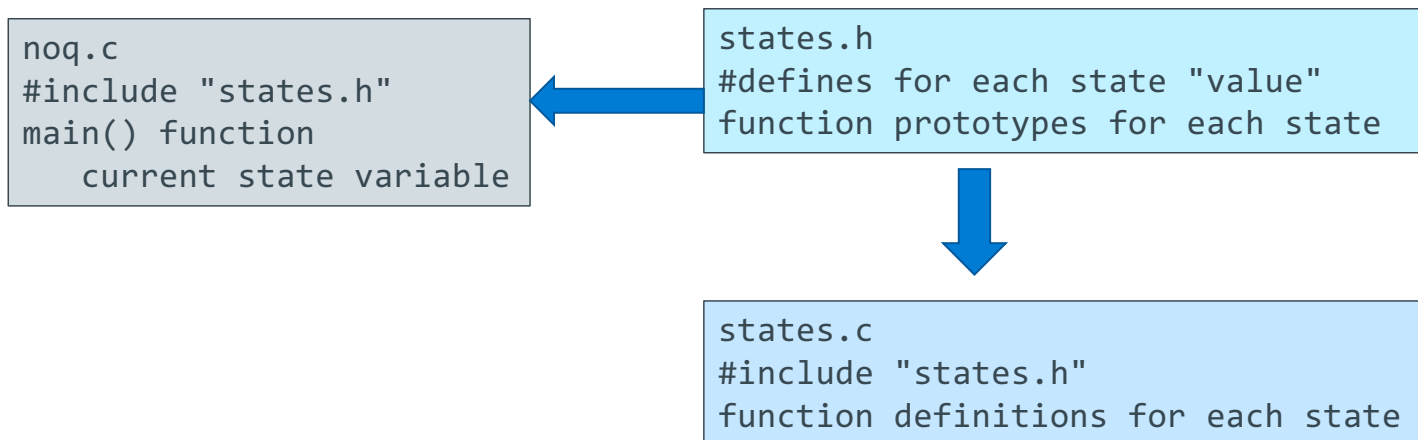 noq.c
#include "states.h"
main() function
   current state variable
states.h
#defines for each state "value"
function prototypes for each state
states.c
#include "states.h"
function definitions for each state